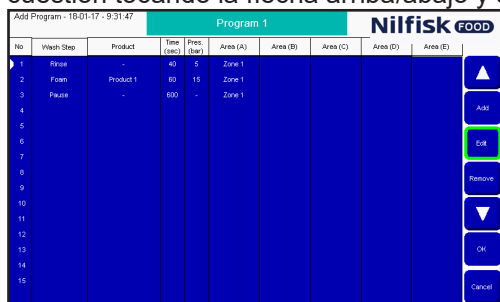 cuestión tocando la flecha arriba/abajo y
Add Program - 18-01-17 - 9:31:47
Program 1
Nilfisk FOOD
No Wash Step Product Time (sec) Pres. (bar) Area (A) Area (B) Area (C) Area (D) Area (E)
1 Rinse - 40 5 Zone 1
2 Foam Product 1 60 15 Zone 1
3 Pause - 600 - Zone 1
4
5
6
7
8
9
10
11
12
13
14
15
Add
Edit
Remove
OK
Cancel